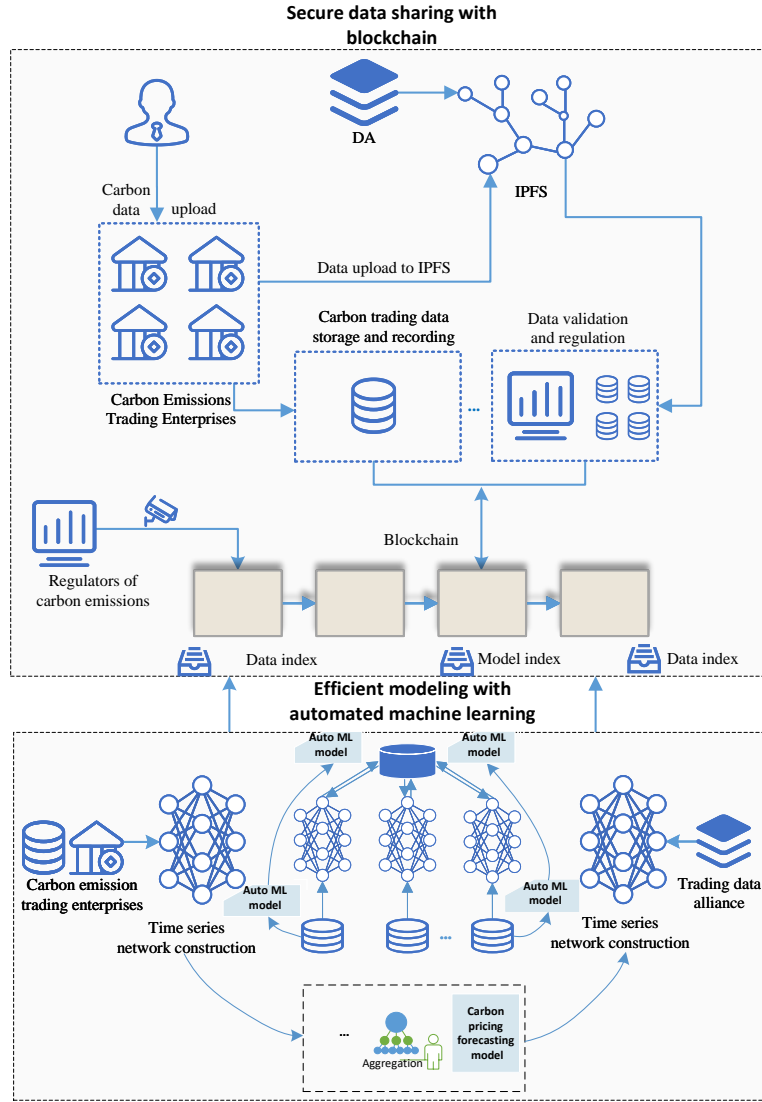 Secure data sharing with
blockchain
DA
IPFS
Carbon
data upload
Data upload to IPFS
Carbon trading data
storage and recording
Data validation
and regulation
...
Carbon Emissions
Trading Enterprises
Blockchain
Regulators of
carbon emissions
Data index
Model index
Data index
Efficient modeling with
automated machine learning
Auto ML
model
Auto ML
model
Carbon emission
trading enterprises
Trading data
alliance
Auto ML
model
Auto ML
model
Time series
network construction
...
Time series
network construction
...
Aggregation
Carbon
pricing
forecasting
model